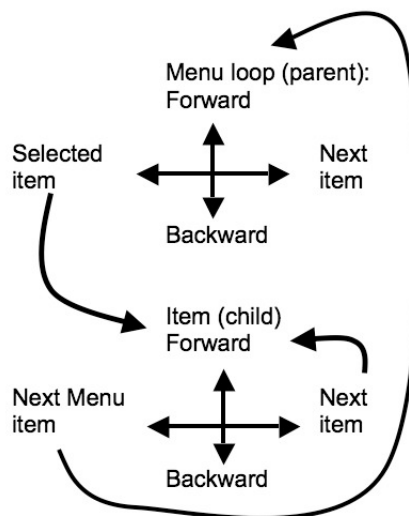 Menu loop (parent):
Forward
Selected
item
Next
item
Backward
Item (child)
Forward
Next Menu
item
Next
item
Backward